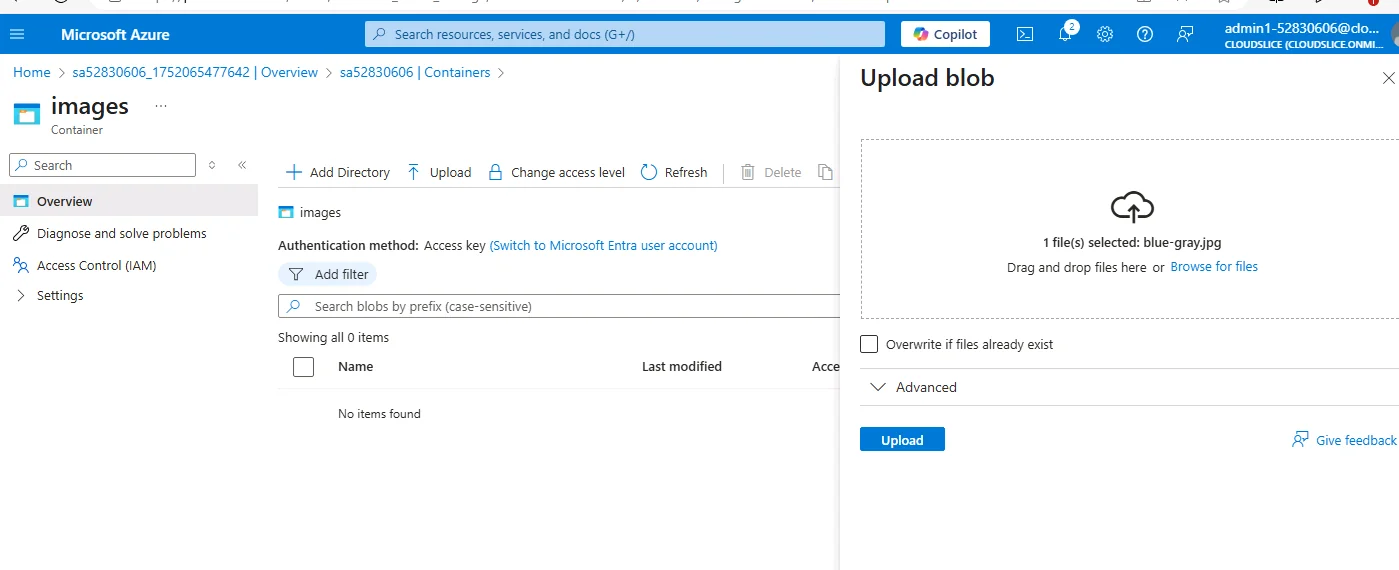 Microsoft Azure
Search resources, services, and docs (G+/)
Copilot
2
admin1-52830606@clo...
CLOUDSLICE (CLOUDSLICE.ONMI...
Home > sa52830606_1752065477642 | Overview > sa52830606 | Containers >
images ...
Container
Search
Overview
Diagnose and solve problems
Access Control (IAM)
Settings
Add Directory Upload Change access level Refresh Delete
images
Authentication method: Access key (Switch to Microsoft Entra user account)
Add filter
Search blobs by prefix (case-sensitive)
Showing all 0 items
Name Last modified Acce
No items found
Upload blob
1 file(s) selected: blue-gray.jpg
Drag and drop files here or Browse for files
Overwrite if files already exist
Advanced
Upload
Give feedback